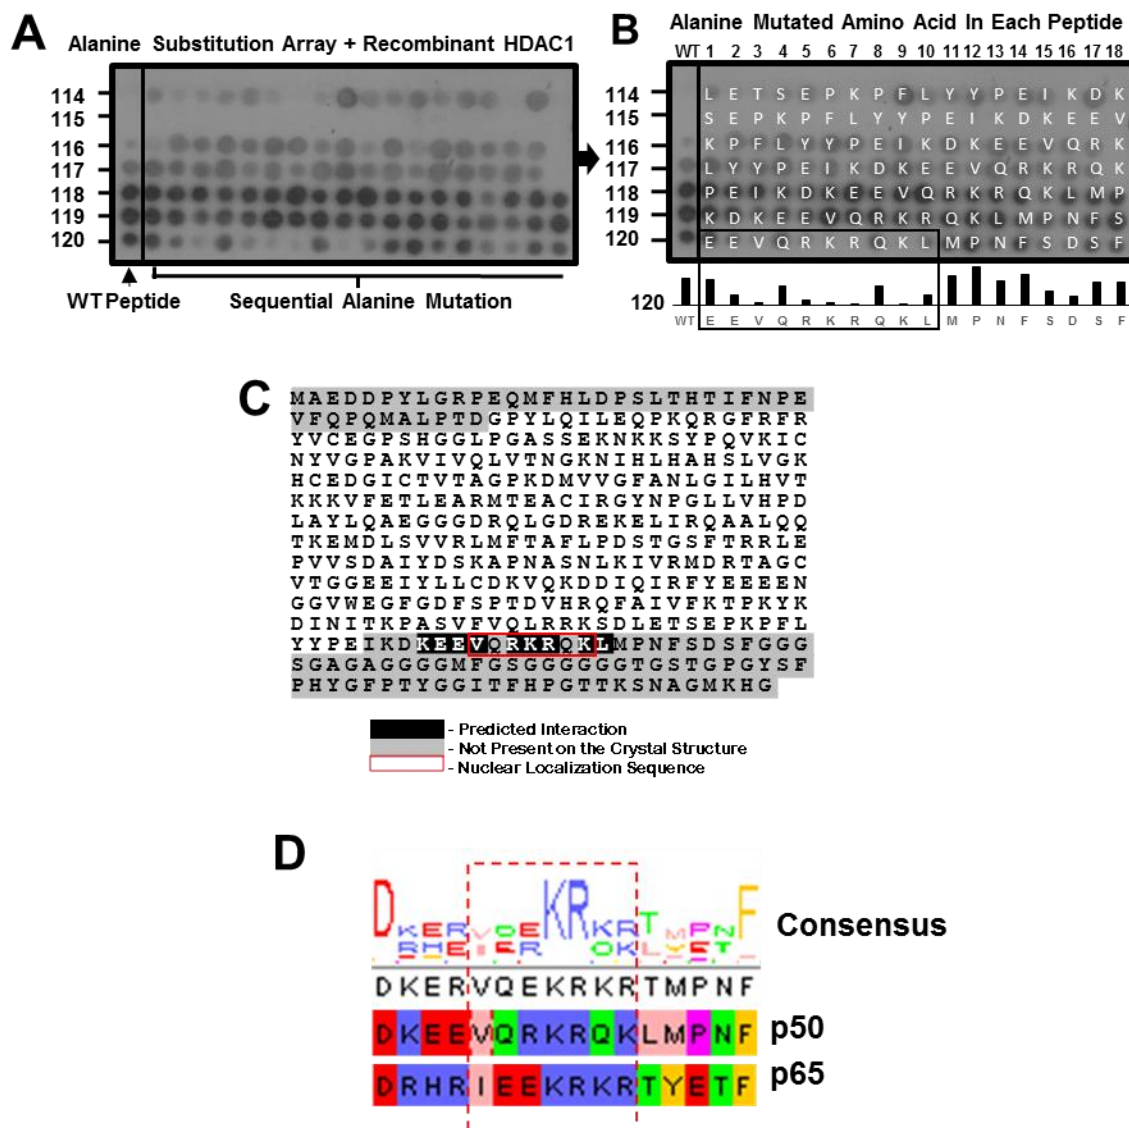 A
Alanine Substitution Array + Recombinant HDAC1
114
115
116
117
118
119
120
WT Peptide
Sequential Alanine Mutation
B
Alanine Mutated Amino Acid In Each Peptide
WT 1 2 3 4 5 6 7 8 9 10 11 12 13 14 15 16 17 18
114 L E T S E P K P F L Y Y P E I K D K
115 S E P K P F L Y Y P E I K D K E E V
116 K P F L Y Y P E I K D K E E V Q R K
117 L Y Y P E I K D K E E V Q R K R Q K
118 P E I K D K E E V Q R K R Q K L M P
119 K D K E E V Q R K R Q K L M P N F S
120 E E V Q R K R Q K L M P N F S D S F
120
WT E E V Q R K R Q K L M P N F S D S F
C
MAEDDPYLGRPEQMFHLDPSLTHTIFNPE
VFQPQMALPTDGPYLQILEQPKQRGFRFR
YVCEGPSHGGLPGASSEKNKKSYPQVKIC
NYVGPAKVIVQLVTNGKNIHLHAHSLVGK
HCEDGICTVTAGPKDMVVGFANLGILHVT
KKKVFETLEARMTEACIRGYNPGLLVHPD
LAYLQAEGGGDRQLGDREKELIRQAALQQ
TKEMDLSVVRLMFTAFLPDSTGSFTRRLE
PVVSDAIYDSKAPNASNLKIVRMDRTAGC
VTGGEEIYLLCDKVQKDDIQIRFYEEEEN
GGVWEGFGDFSPTDVHRQFAIVFKTPKYK
DINITKPASVFVQLRRKSDLETSEPKPFL
YYPEIKDKEEVQRKRQKLMPNFSDSFGGG
SGAGAGGGGMFGSGGGGGGTGSTGPGYSF
PHYGFPTYGGITFHPGTTKSNAGMKHG
- Predicted Interaction
- Not Present on the Crystal Structure
- Nuclear Localization Sequence
D
Consensus
DKERVQEKRKRTMPNF
DKEEVQRKRQKLMPNF p50
DRHRIEEKRKRTYETF p65